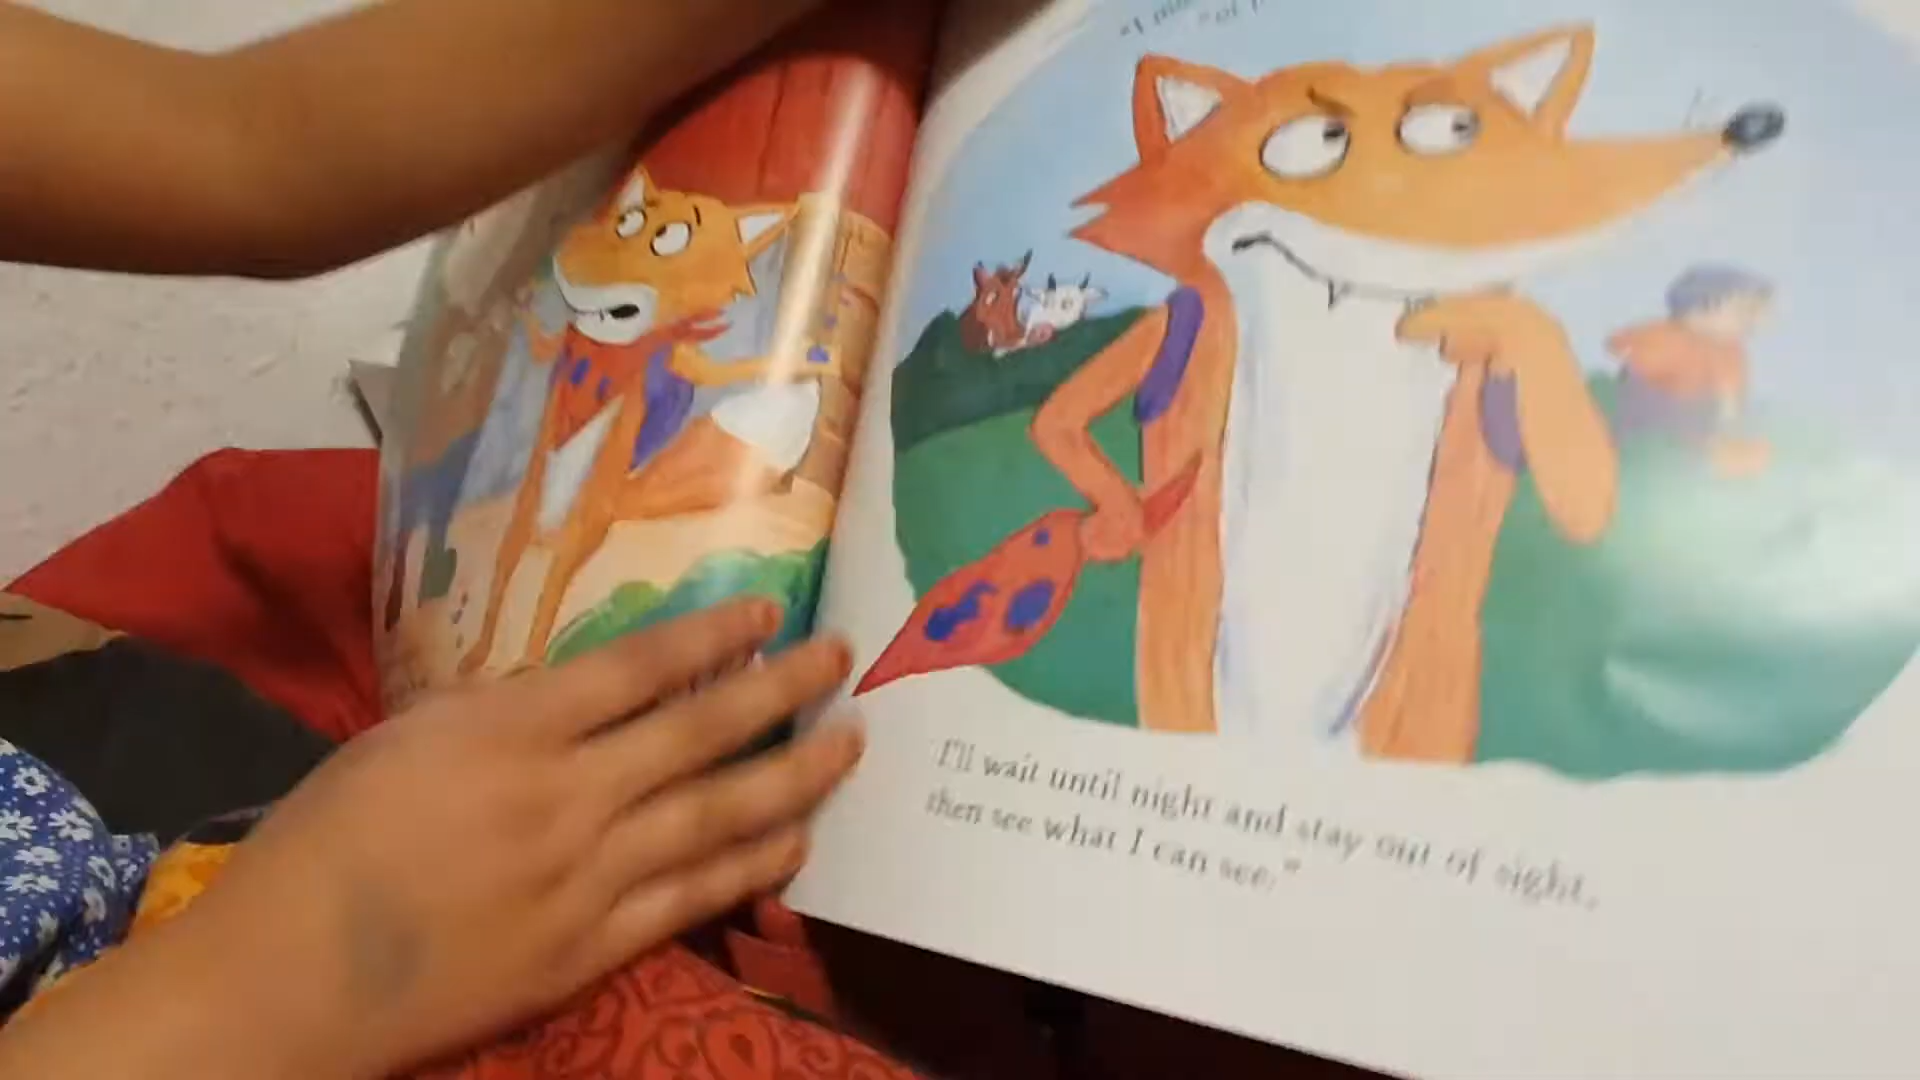 "I'll wait until night and stay out of sight,
then see what I can see."